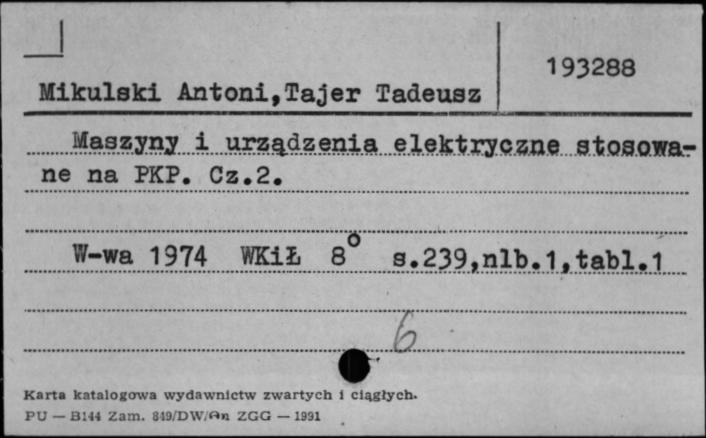 193288
Mikulski Antoni,Tajer Tadeusz
Maszyny i urządzenia elektryczne stosowa-
ne na PKP. Cz.2.
W-wa 1974 WKiŁ 8° s.239,nlb.1,tabl.1
6
Karta katalogowa wydawnictw zwartych i ciągłych.
PU — B144 Zam. 849/DW/An ZGG — 1991